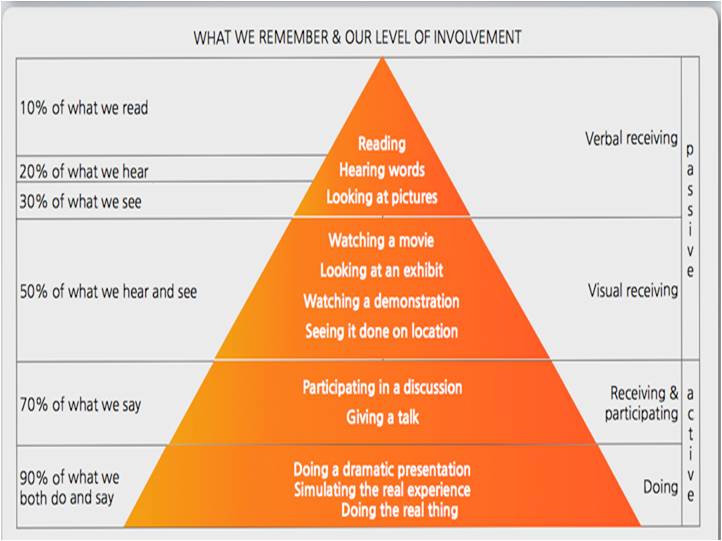 WHAT WE REMEMBER & OUR LEVEL OF INVOLVEMENT
10% of what we read
20% of what we hear
30% of what we see
Reading
Hearing words
Looking at pictures
Verbal receiving
50% of what we hear and see
Watching a movie
Looking at an exhibit
Watching a demonstration
Seeing it done on location
Visual receiving
passive
70% of what we say
Participating in a discussion
Giving a talk
Receiving &
participating
90% of what we
both do and say
Doing a dramatic presentation
Simulating the real experience
Doing the real thing
Doing
active